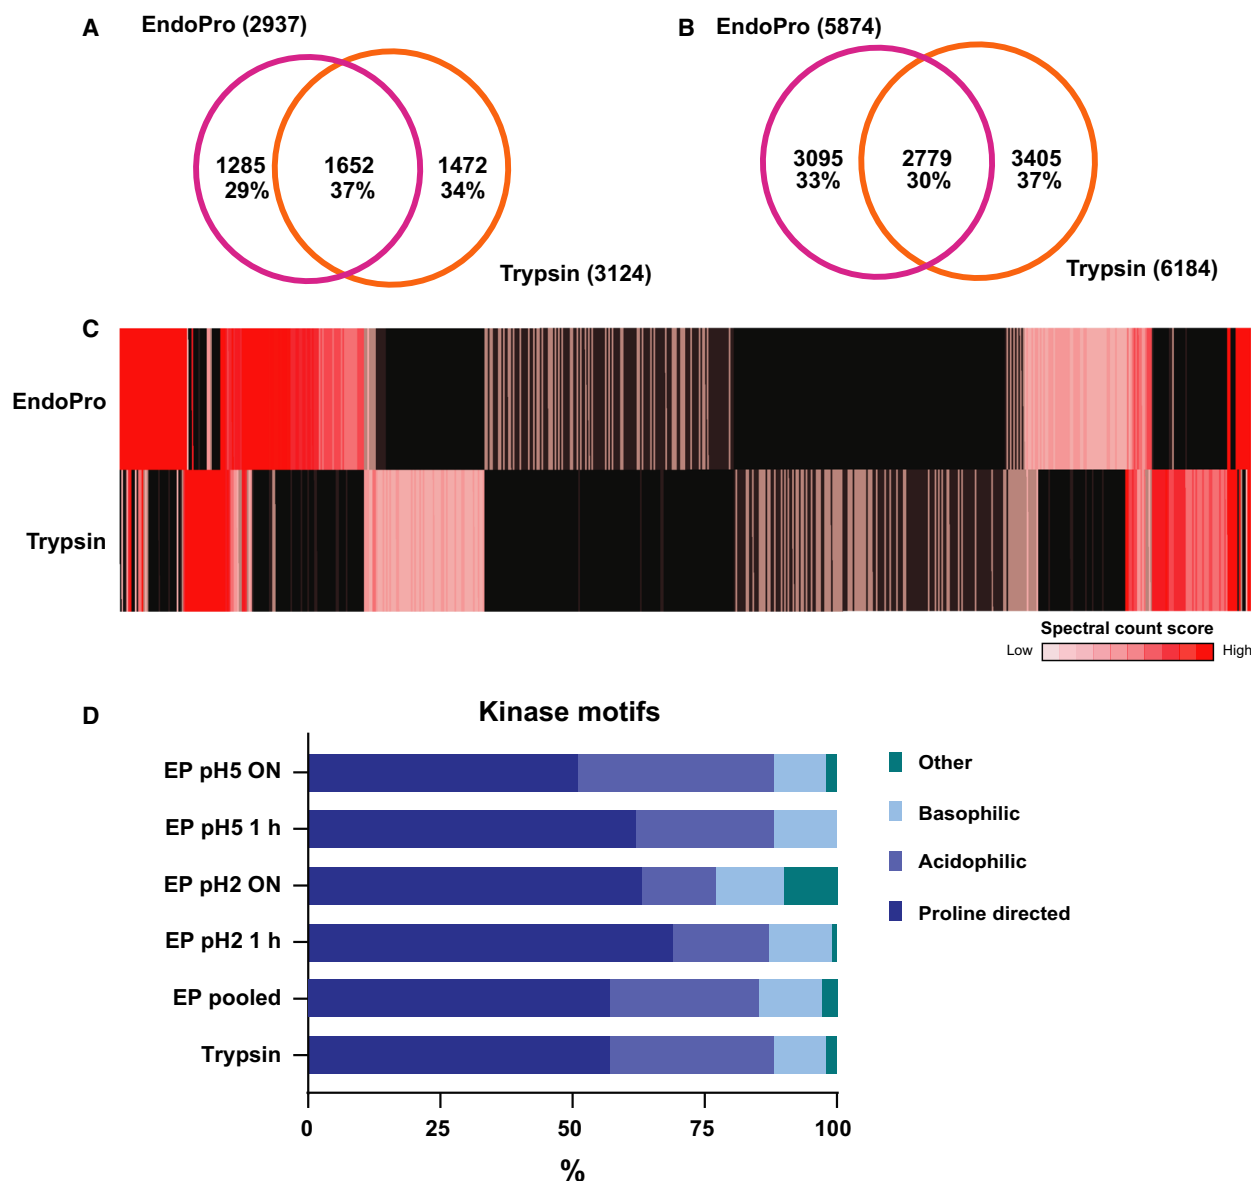 A
EndoPro (2937)
1285
29%
1652
37%
1472
34%
Trypsin (3124)
B
EndoPro (5874)
3095
33%
2779
30%
3405
37%
Trypsin (6184)
C
EndoPro
Trypsin
Spectral count score
Low
High
D
Kinase motifs
EP pH5 ON
EP pH5 1 h
EP pH2 ON
EP pH2 1 h
EP pooled
Trypsin
0 25 50 75 100
%
Other
Basophilic
Acidophilic
Proline directed